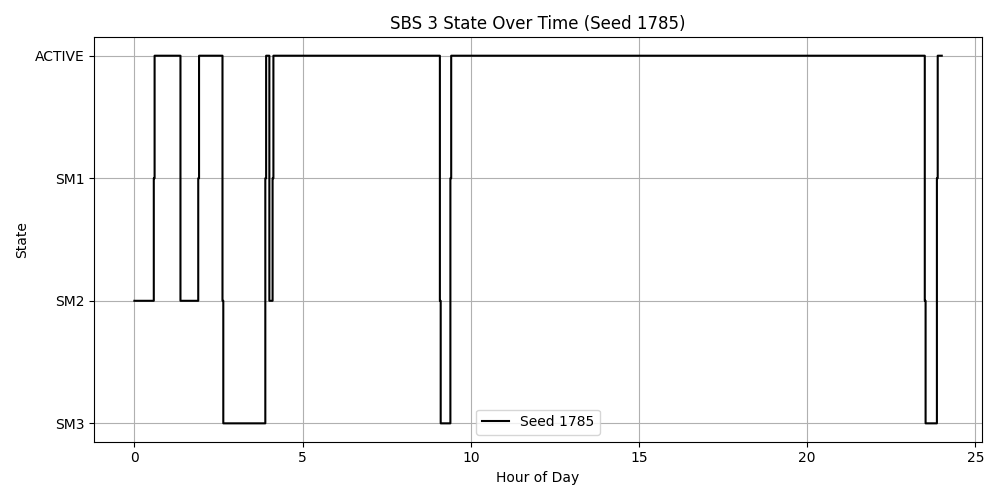 SBS 3 State Over Time (Seed 1785)
ACTIVE
SM1
SM2
SM3
State
0 5 10 15 20 25
Hour of Day
Seed 1785